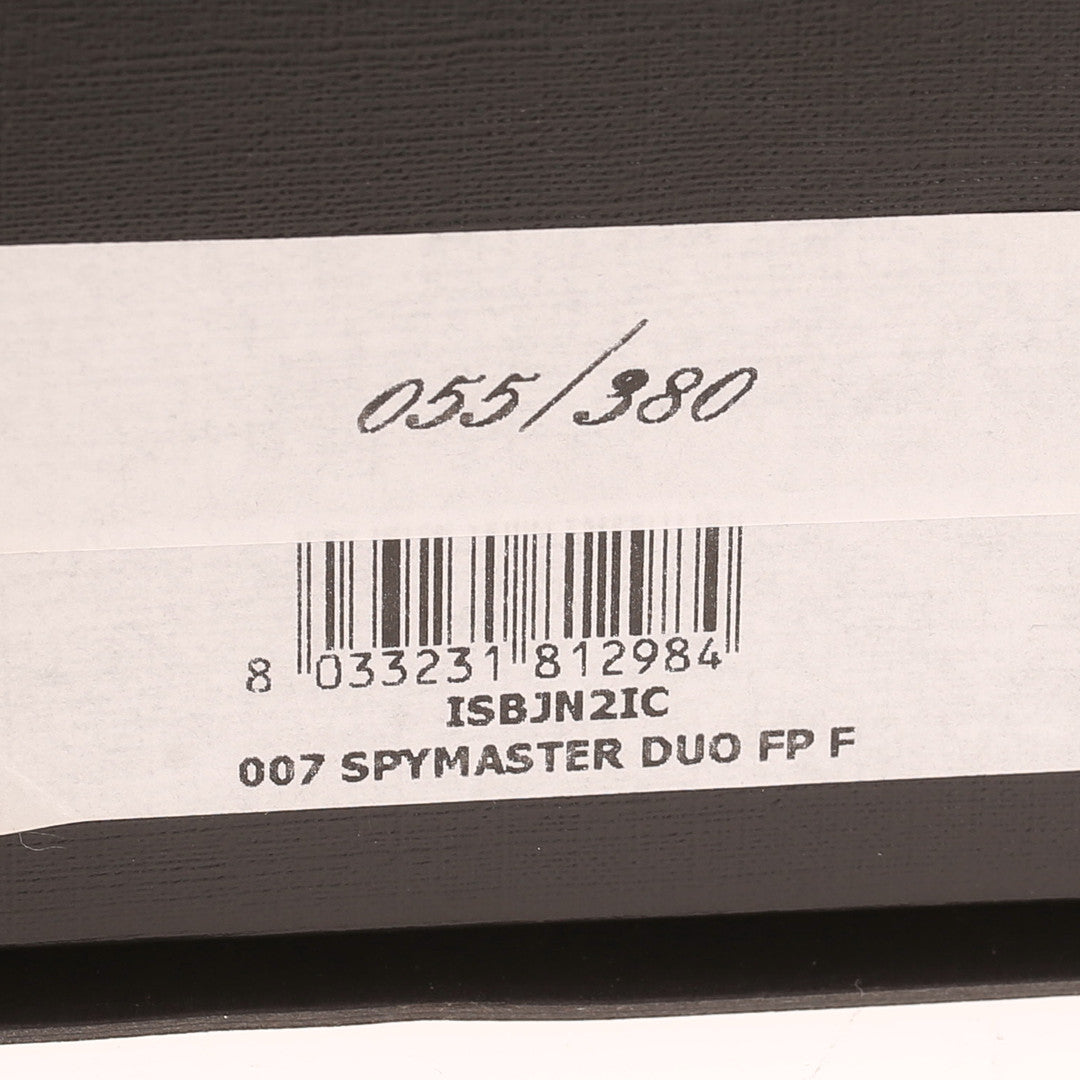 055/380
8 033231 812984
ISBJN2IC
007 SPYMASTER DUO FP F